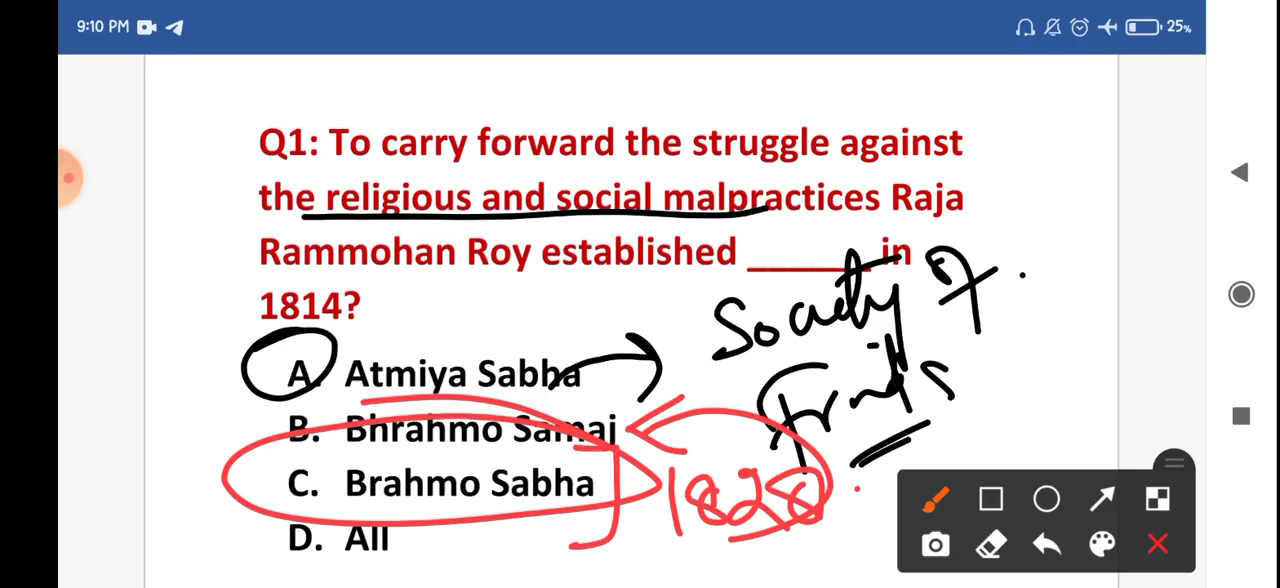 9:10 PM
25%
Q1: To carry forward the struggle against
the religious and social malpractices Raja
Rammohan Roy established ______ in
1814?
A. Atmiya Sabha
Society of
Friends
B. Bhrahmo Samaj
C. Brahmo Sabha
1828
D. All